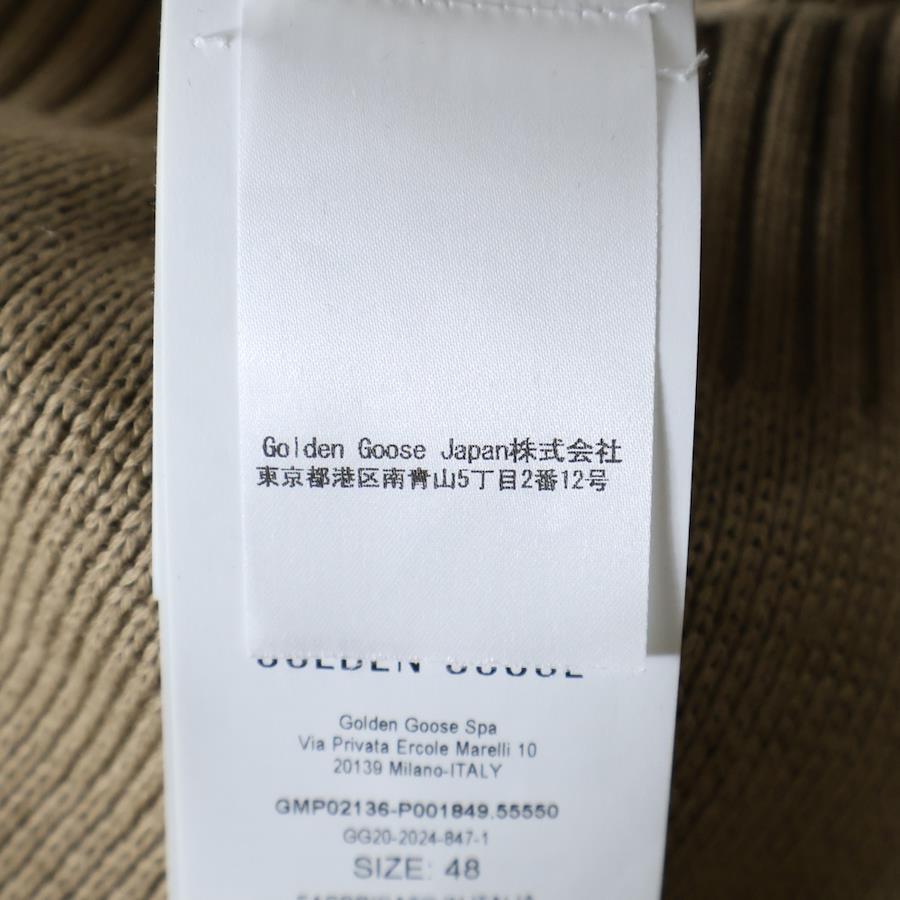 Golden Goose Japan株式会社
東京都港区南青山5丁目2番12号
GOLDEN GOOSE
Golden Goose Spa
Via Privata Ercole Marelli 10
20139 Milano-ITALY
GMP02136-P001849.55550
GG20-2024-847-1
SIZE: 48